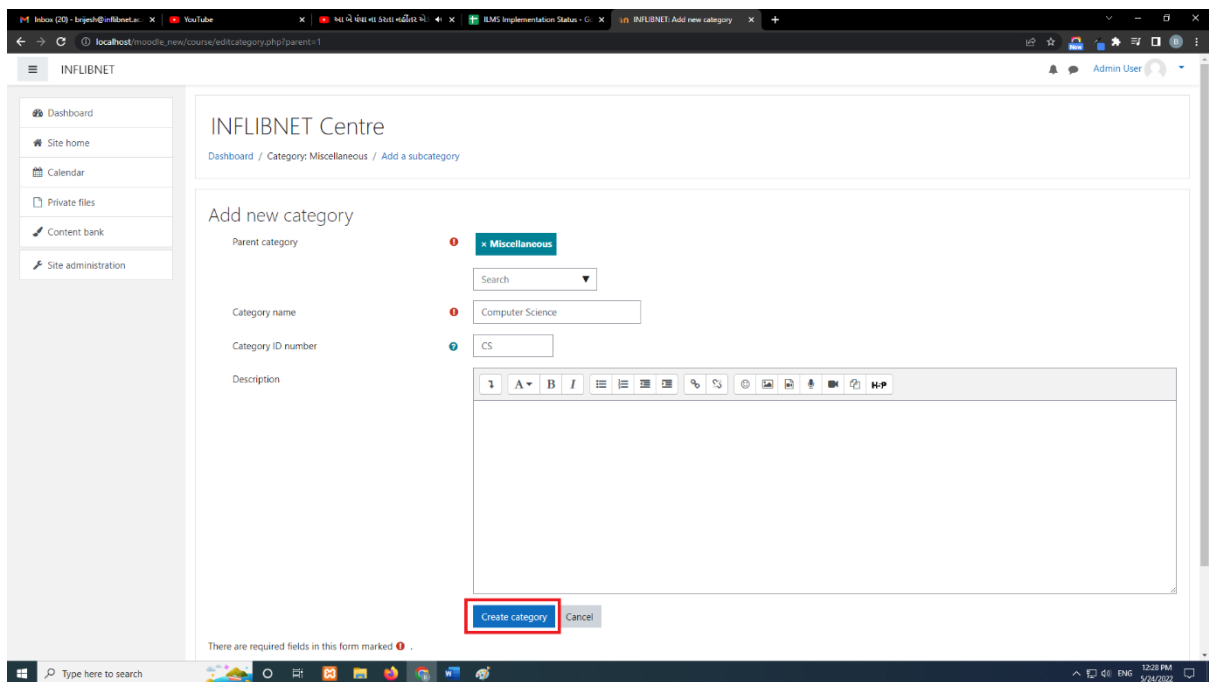 Inbox (20) - brijesh@inflibnet.ac.
YouTube
ILMS Implementation Status - Go
INFLIBNET: Add new category
localhost/moodle_new/course/editcategory.php?parent=1
New
B
INFLIBNET
Admin User
Dashboard
Site home
Calendar
Private files
Content bank
Site administration
INFLIBNET Centre
Dashboard / Category: Miscellaneous / Add a subcategory
Add new category
Parent category
× Miscellaneous
Search
Category name
Computer Science
Category ID number
CS
Description
A B I
H-P
Create category
Cancel
There are required fields in this form marked .
Type here to search
ENG
12:28 PM
5/24/2022